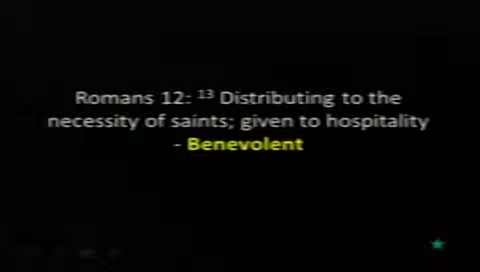 Romans 12: ¹³ Distributing to the
necessity of saints; given to hospitality
- Benevolent